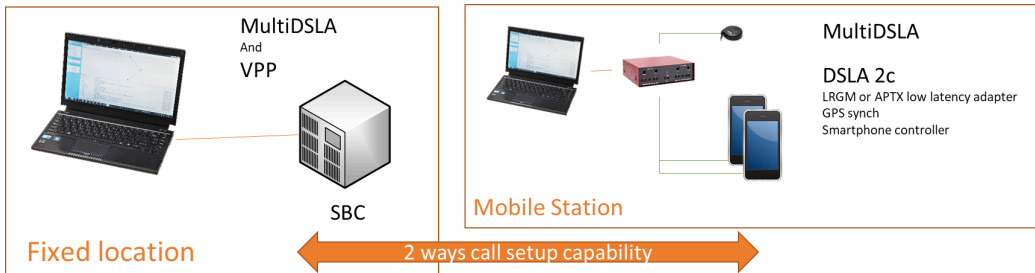 MultiDSLA
And
VPP
SBC
Fixed location
MultiDSLA
DSLA 2c
LRGM or APTX low latency adapter
GPS synch
Smartphone controller
Mobile Station
2 ways call setup capability